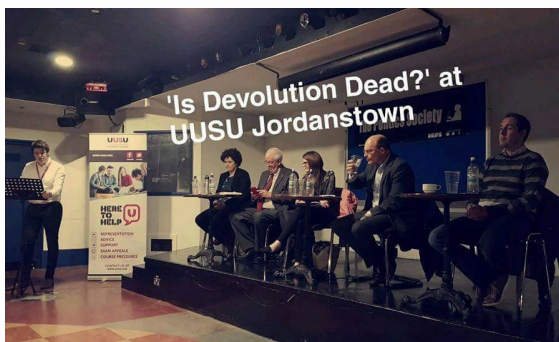 'Is Devolution Dead?' at
UUSU Jordanstown
The Politics Society
UUSU
HERE
TO
HELP
U
REPRESENTATION
ADVICE
SUPPORT
EXAM APPEALS
COURSE PROCEDURES